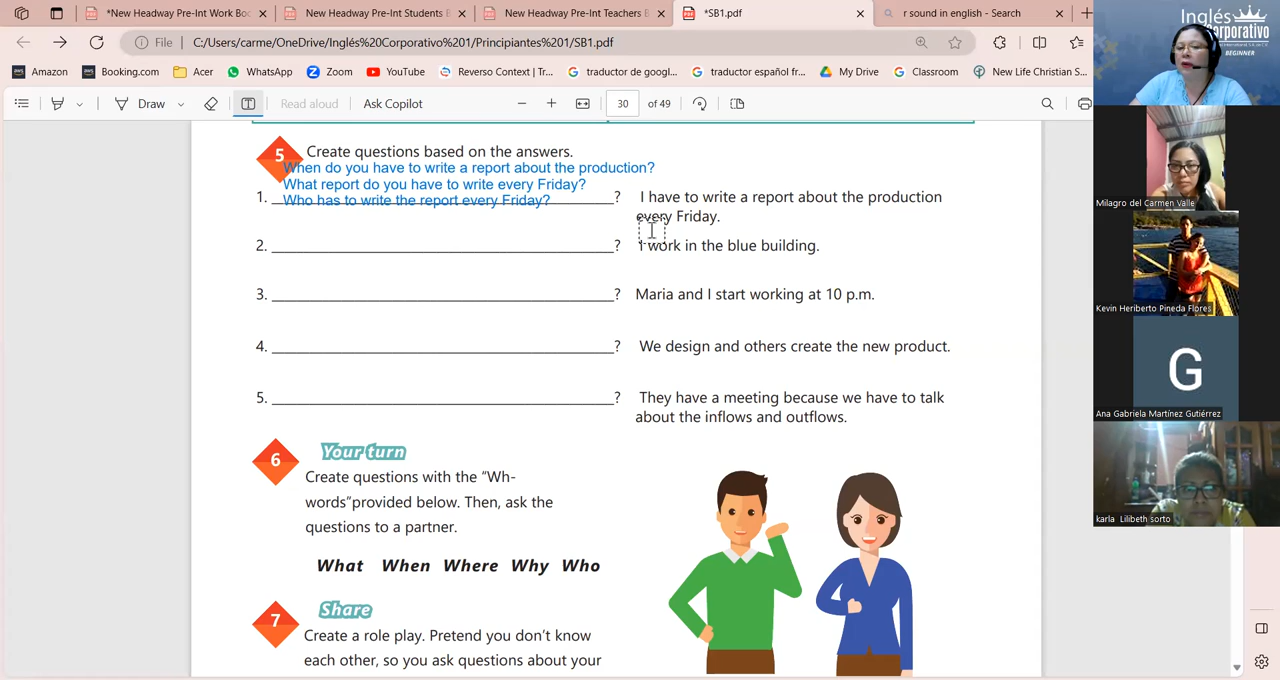 *New Headway Pre-Int Work Boo
New Headway Pre-Int Students B
New Headway Pre-Int Teachers B
*SB1.pdf
r sound in english - Search
File
C:/Users/carme/OneDrive/Inglés%20Corporativo%201/Principiantes%201/SB1.pdf
Amazon
Booking.com
Acer
WhatsApp
Zoom
YouTube
Reverso Context | Tr...
traductor de googl...
traductor español fr...
My Drive
Classroom
New Life Christian S...
Draw
Read aloud
Ask Copilot
30
of 49
5
Create questions based on the answers.
When do you have to write a report about the production?
What report do you have to write every Friday?
Who has to write the report every Friday?
1. ? I have to write a report about the production
every Friday.
2. ? I work in the blue building.
3. ? Maria and I start working at 10 p.m.
4. ? We design and others create the new product.
5. ? They have a meeting because we have to talk
about the inflows and outflows.
6
Your turn
Create questions with the “Wh-
words”provided below. Then, ask the
questions to a partner.
What When Where Why Who
7
Share
Create a role play. Pretend you don’t know
each other, so you ask questions about your
Inglés
Corporativo
BEGINNER
Milagro del Carmen Valle
Kevin Heriberto Pineda Flores
G
Ana Gabriela Martínez Gutiérrez
karla Lilibeth sorto